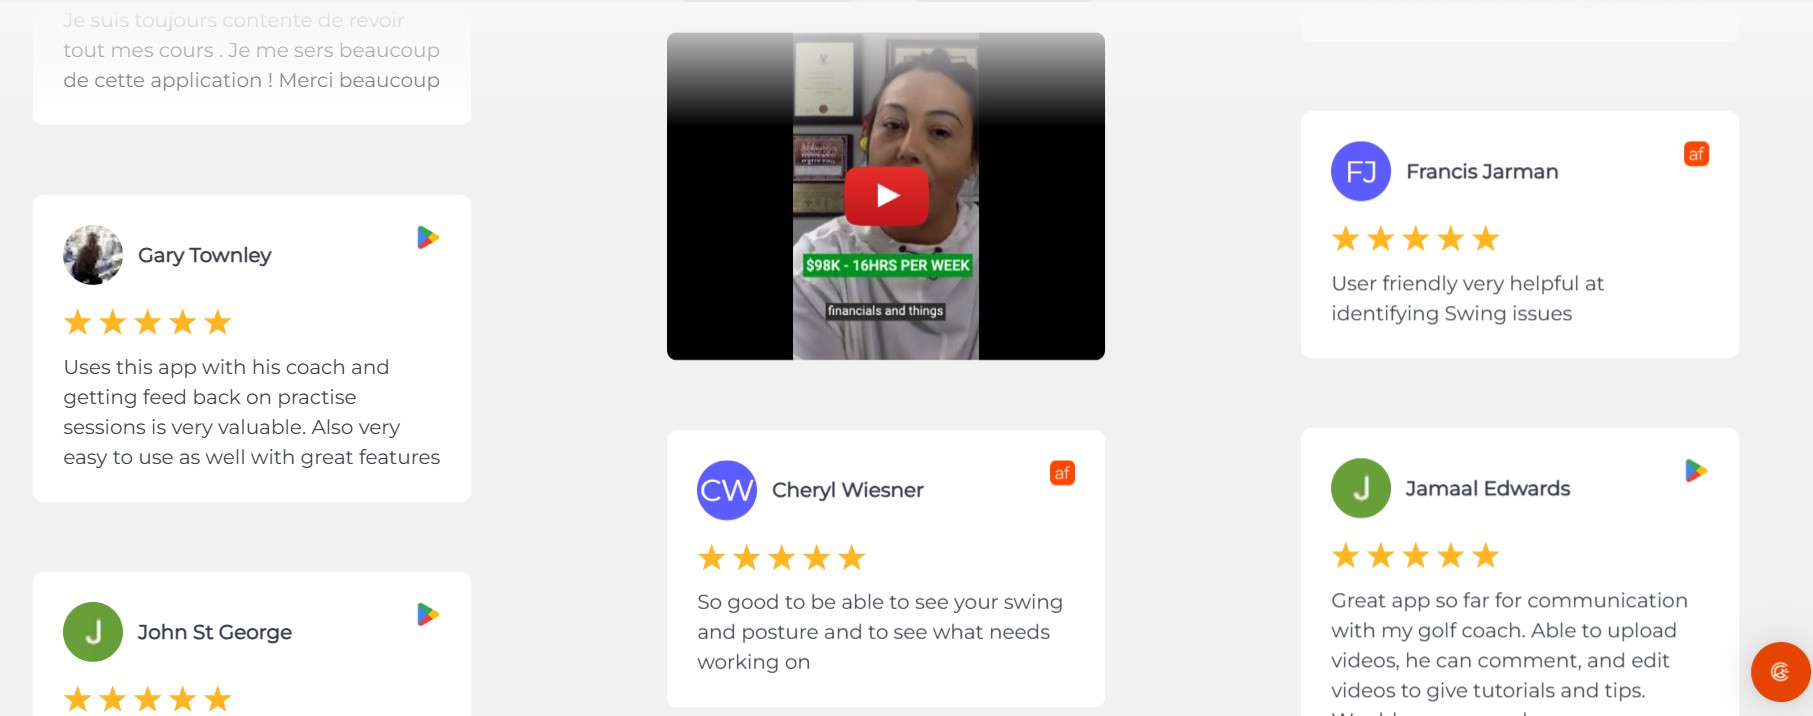 Je suis toujours contente de revoir
tout mes cours . Je me sers beaucoup
de cette application ! Merci beaucoup
Gary Townley
Uses this app with his coach and
getting feed back on practise
sessions is very valuable. Also very
easy to use as well with great features
J
John St George
$98K - 16HRS PER WEEK
financials and things
CW
Cheryl Wiesner
af
So good to be able to see your swing
and posture and to see what needs
working on
FJ
Francis Jarman
af
User friendly very helpful at
identifying Swing issues
J
Jamaal Edwards
Great app so far for communication
with my golf coach. Able to upload
videos, he can comment, and edit
videos to give tutorials and tips.